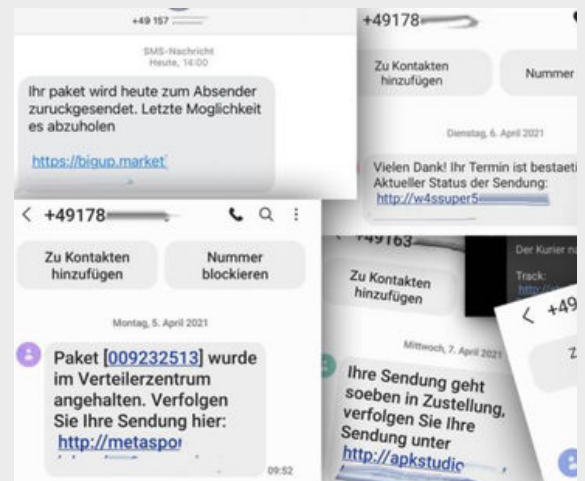 +49 157
SMS-Nachricht
Heute, 14:00
Ihr paket wird heute zum Absender
zuruckgesendet. Letzte Moglichkeit
es abzuholen
https://bigup.market
+49178
Zu Kontakten
hinzufügen
Nummer
Dienstag, 6. April 2021
Vielen Dank! Ihr Termin ist bestaeti
Aktueller Status der Sendung:
http://w4ssuper5
< +49178
Zu Kontakten
hinzufügen
Nummer
blockieren
Montag, 5. April 2021
Paket [009232513] wurde
im Verteilerzentrum
angehalten. Verfolgen
Sie Ihre Sendung hier:
http://metaspor
09:52
+49163
Zu Kontakten
hinzufügen
Mittwoch, 7. April 2021
Ihre Sendung geht
soeben in Zustellung,
verfolgen Sie Ihre
Sendung unter
http://apkstudio
Der Kurier
Track:
< +49